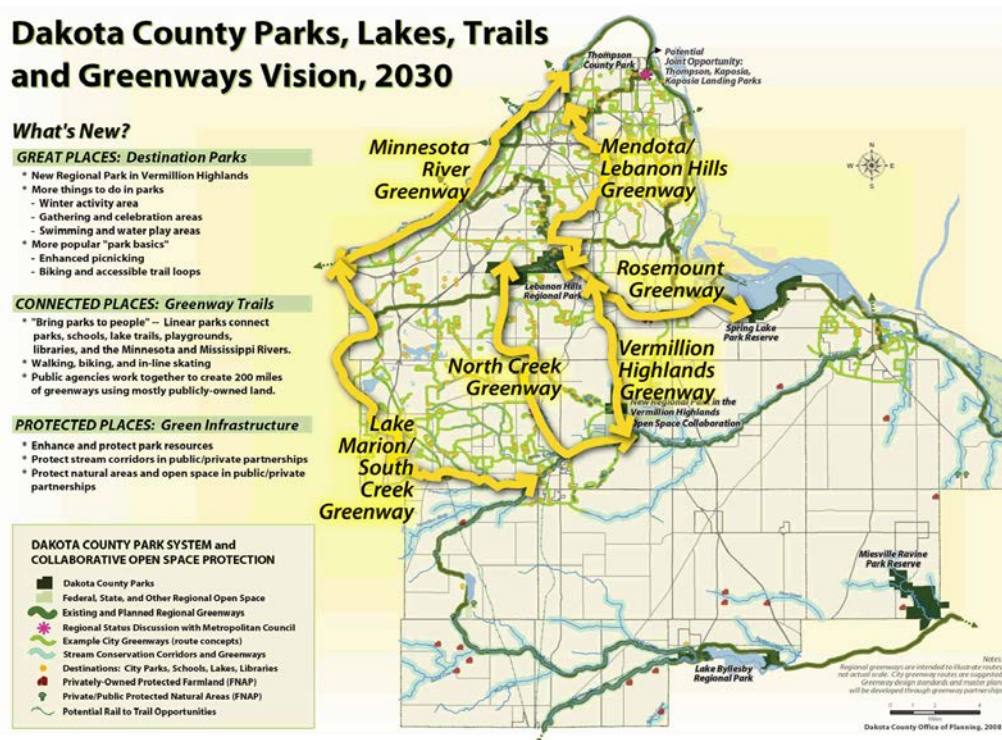 Dakota County Parks, Lakes, Trails
and Greenways Vision, 2030
What's New?
GREAT PLACES: Destination Parks
* New Regional Park in Vermillion Highlands
* More things to do in parks
- Winter activity area
- Gathering and celebration areas
- Swimming and water play areas
* More popular "park basics"
- Enhanced picnicking
- Biking and accessible trail loops
CONNECTED PLACES: Greenway Trails
* "Bring parks to people" -- Linear parks connect
parks, schools, lake trails, playgrounds,
libraries, and the Minnesota and Mississippi Rivers.
* Walking, biking, and in-line skating
* Public agencies work together to create 200 miles
of greenways using mostly publicly-owned land.
PROTECTED PLACES: Green Infrastructure
* Enhance and protect park resources
* Protect stream corridors in public/private partnerships
* Protect natural areas and open space in public/private
partnerships
DAKOTA COUNTY PARK SYSTEM and
COLLABORATIVE OPEN SPACE PROTECTION
Dakota County Parks
Federal, State, and Other Regional Open Space
Existing and Planned Regional Greenways
Regional Status Discussion with Metropolitan Council
Example City Greenways (route concepts)
Stream Conservation Corridors and Greenways
Destinations: City Parks, Schools, Lakes, Libraries
Privately-Owned Protected Farmland (FNAP)
Private/Public Protected Natural Areas (FNAP)
Potential Rail to Trail Opportunities
Thompson
County Park
Potential
Joint Opportunity:
Thompson, Kaposia,
Kaposia Landing Parks
Minnesota
River
Greenway
Mendota/
Lebanon Hills
Greenway
N
W
E
S
Rosemount
Greenway
Lebanon Hills
Regional Park
Spring Lake
Park Reserve
North Creek
Greenway
Vermillion
Highlands
Greenway
New Regional Park in the
Vermillion Highlands
Open Space Collaboration
Lake
Marion/
South
Creek
Greenway
Miesville Ravine
Park Reserve
Lake Byllesby
Regional Park
Notes:
Regional greenways are intended to illustrate routes
not actual scale. City greenway routes are suggested.
Greenway design standards and master plans
will be developed through greenway partnerships
0 1 2 4
Miles
Dakota County Office of Planning, 2008